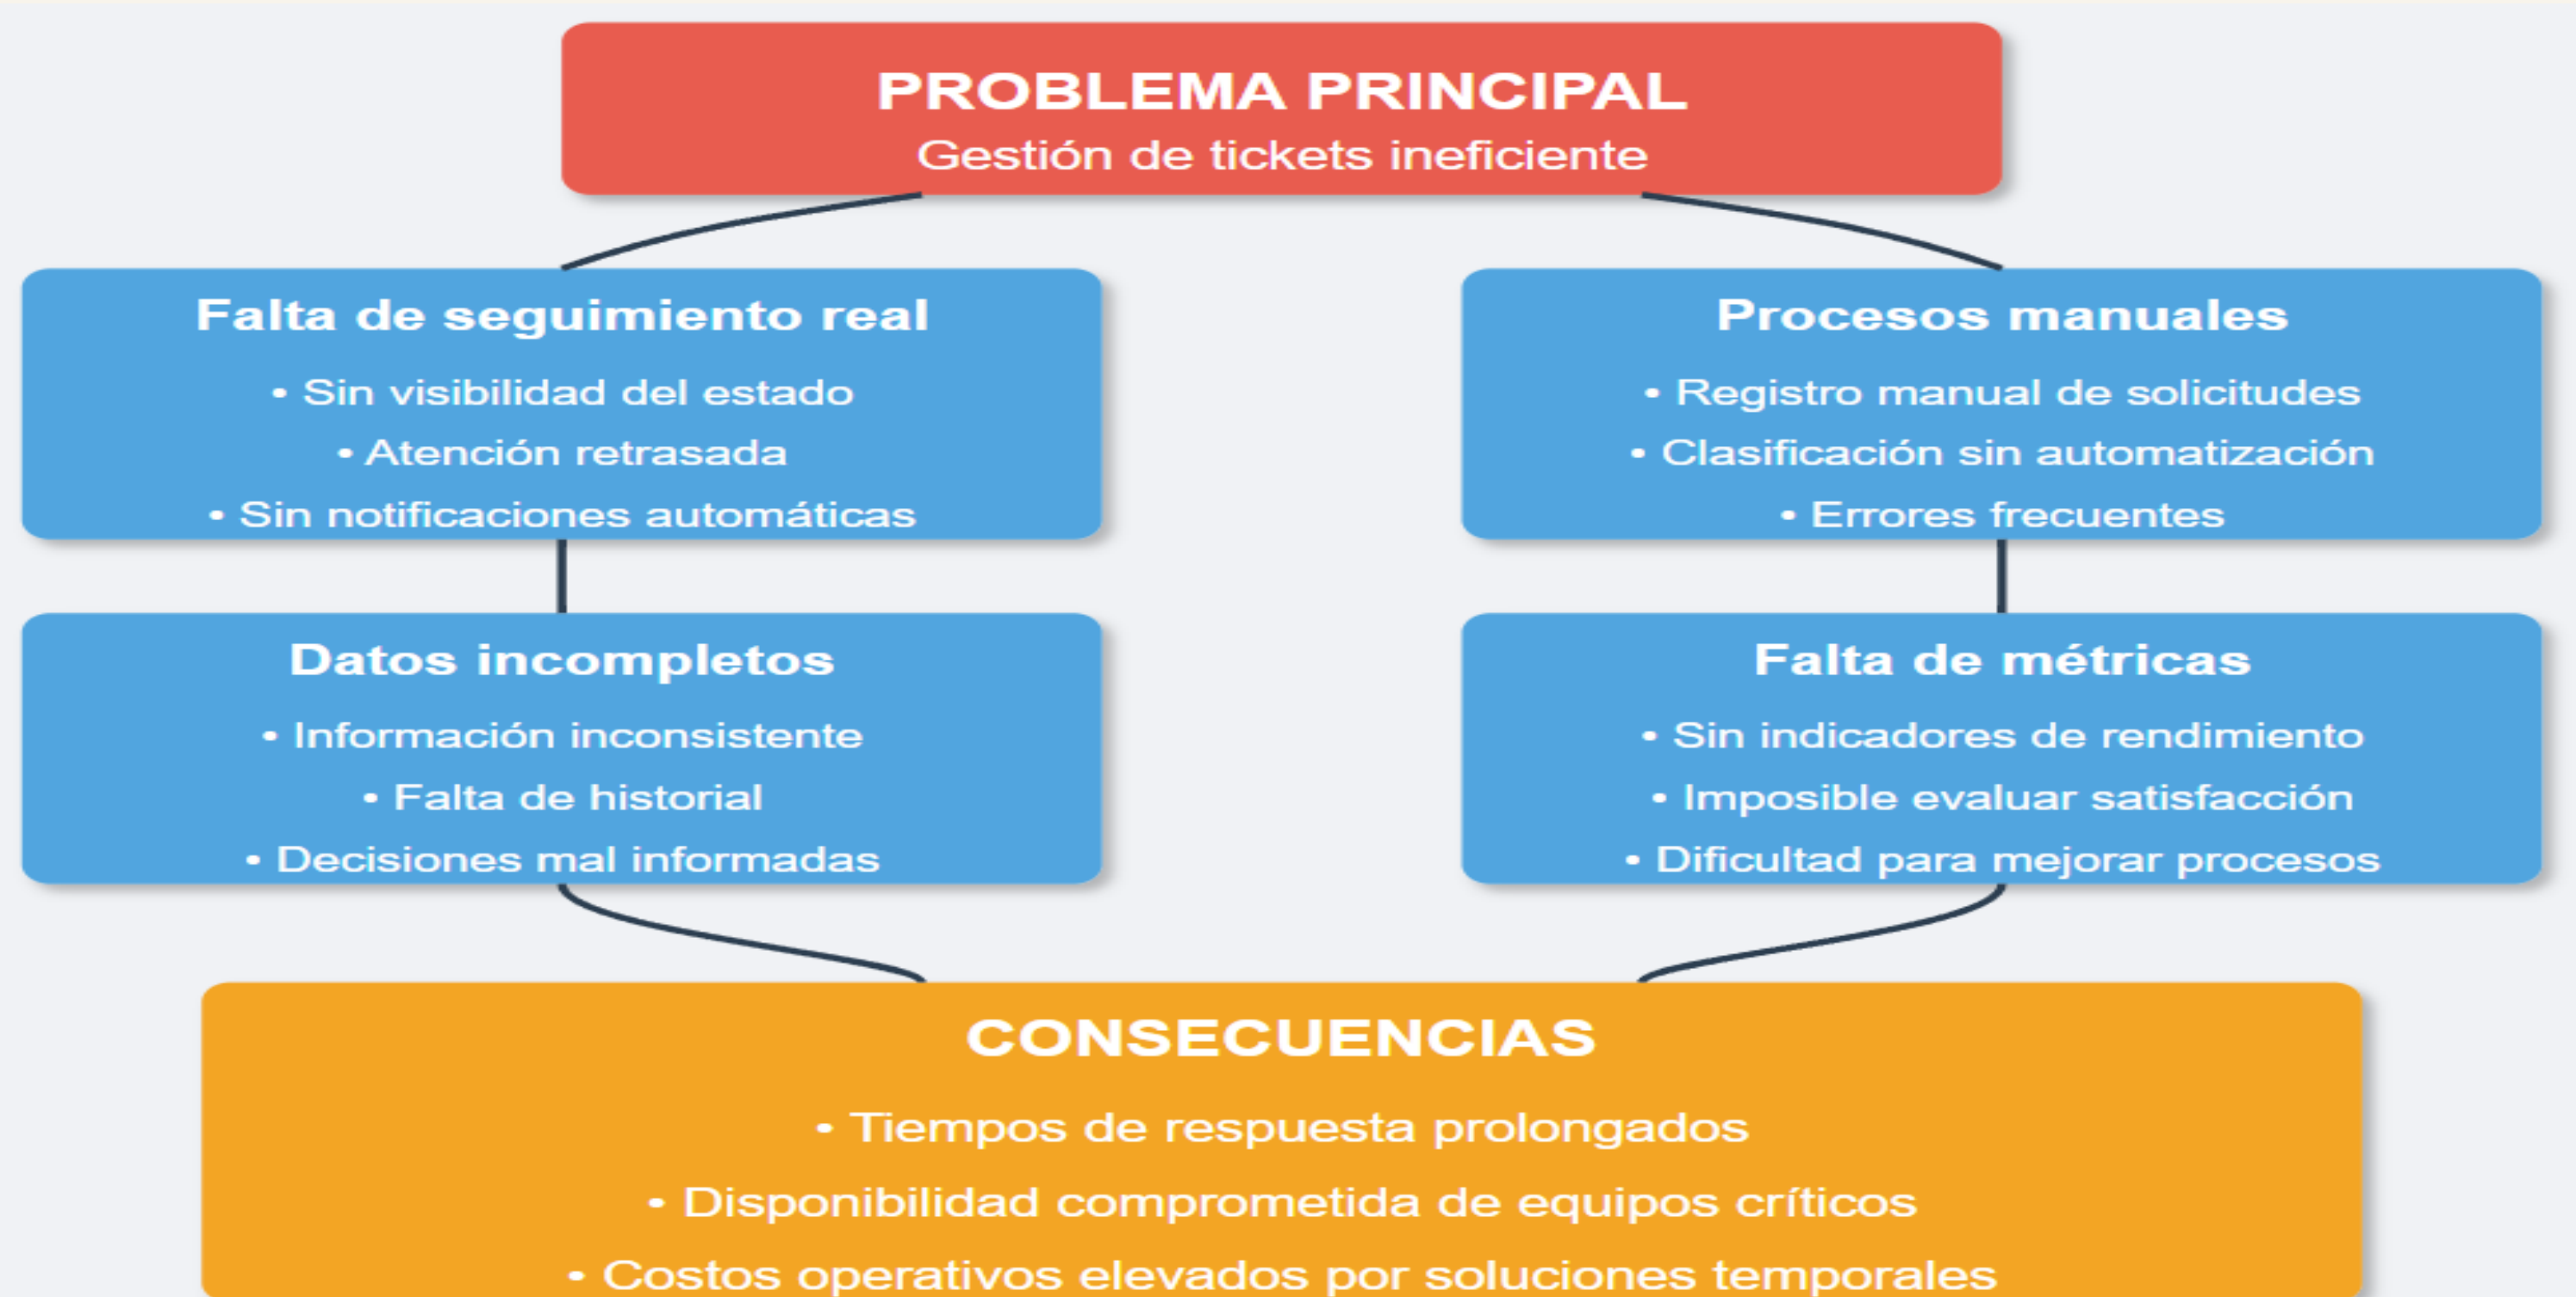 PROBLEMA PRINCIPAL
Gestión de tickets ineficiente
Falta de seguimiento real
• Sin visibilidad del estado
• Atención retrasada
• Sin notificaciones automáticas
Procesos manuales
• Registro manual de solicitudes
• Clasificación sin automatización
• Errores frecuentes
Datos incompletos
• Información inconsistente
• Falta de historial
• Decisiones mal informadas
Falta de métricas
• Sin indicadores de rendimiento
• Imposible evaluar satisfacción
• Dificultad para mejorar procesos
CONSECUENCIAS
• Tiempos de respuesta prolongados
• Disponibilidad comprometida de equipos críticos
• Costos operativos elevados por soluciones temporales